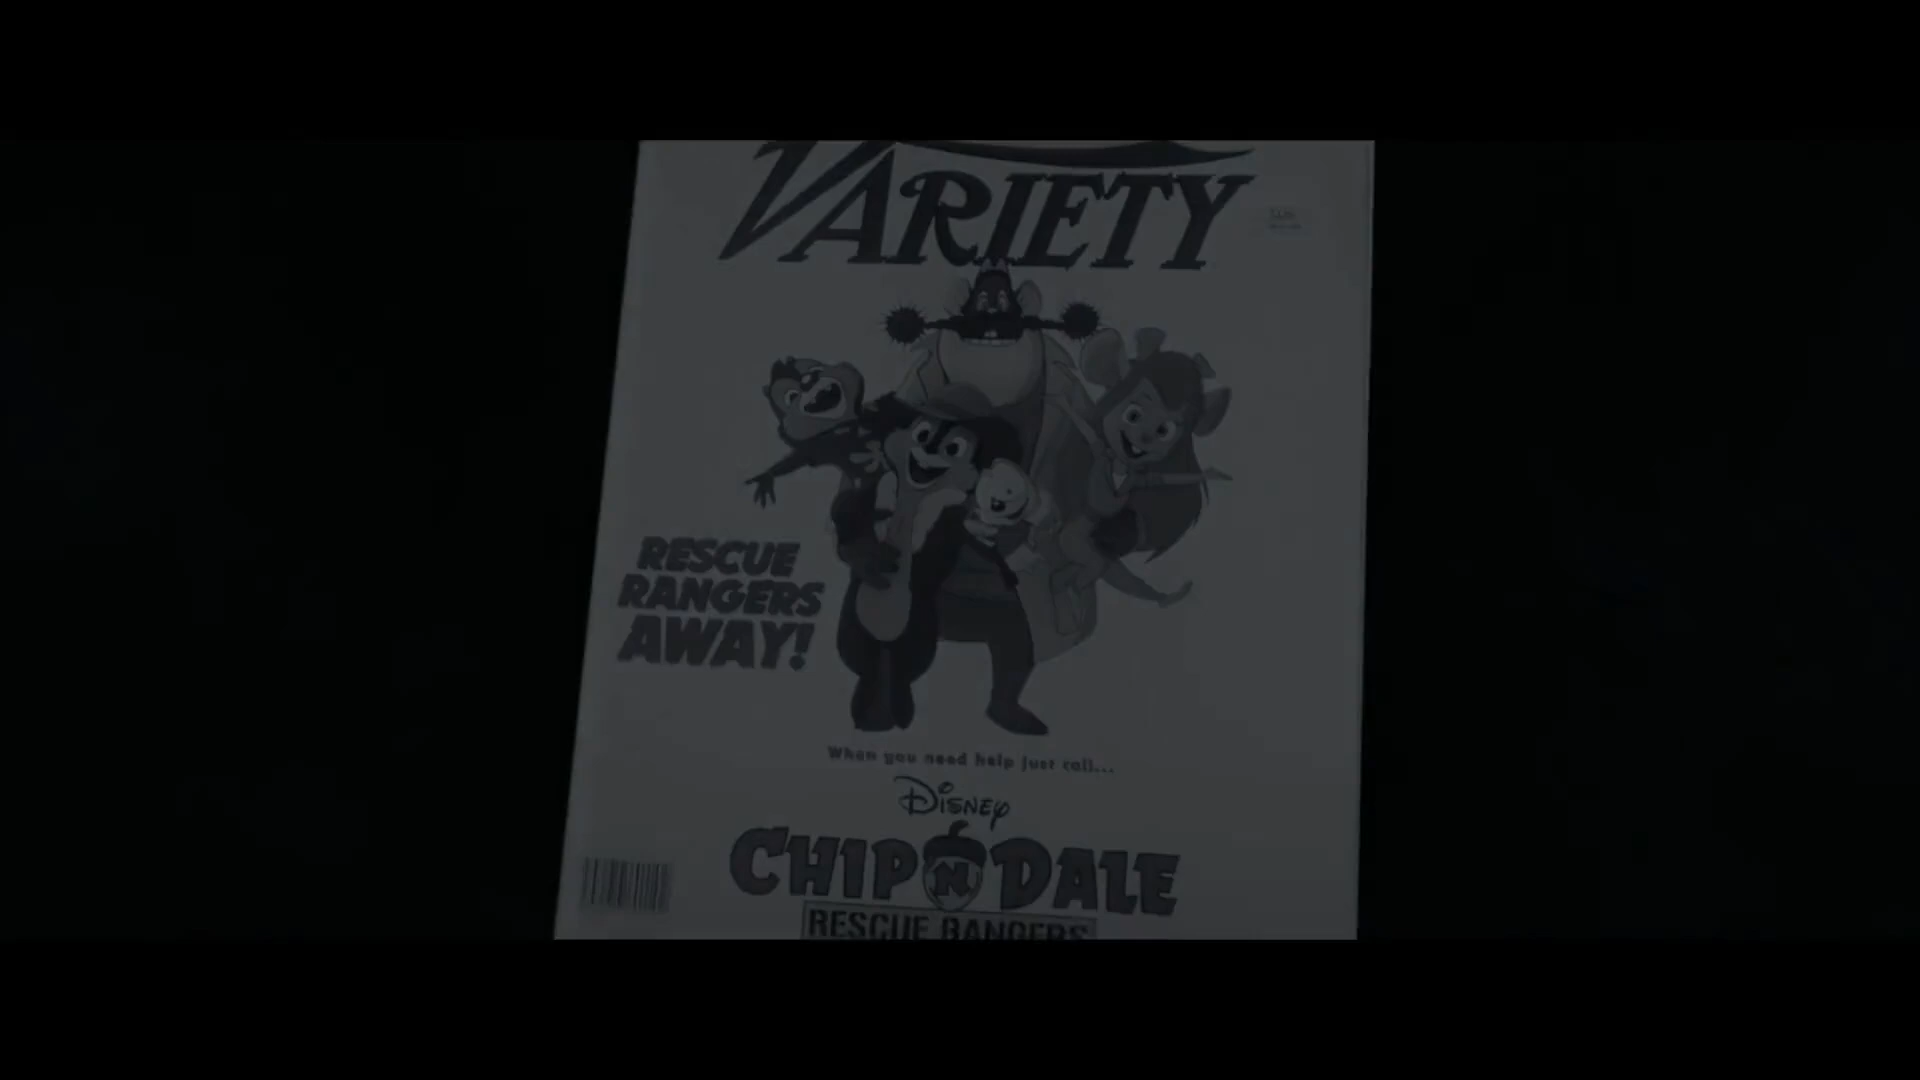 VARIETY
RESCUE
RANGERS
AWAY!
When you need help just call...
DISNEY
CHIP N DALE
RESCUE RANGERS